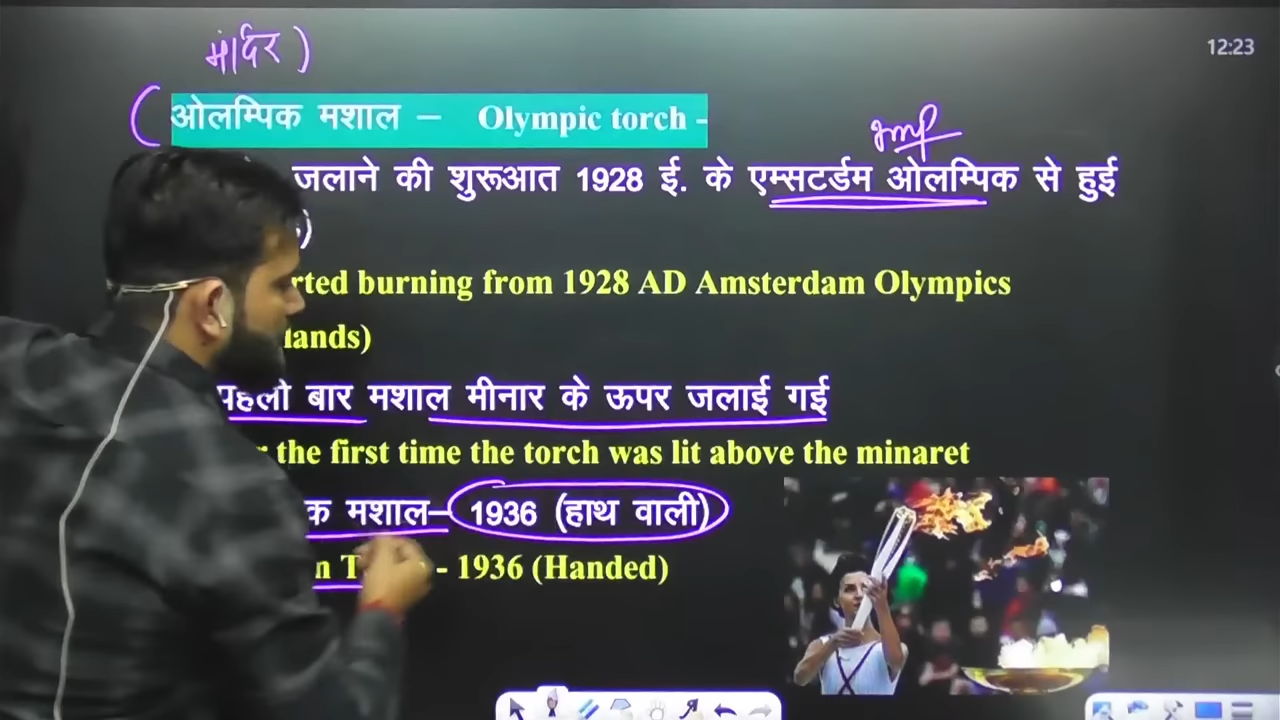 मंदिर )
12:23
( ओलम्पिक मशाल – Olympic torch -
imp
जलाने की शुरूआत 1928 ई. के एम्सटर्डम ओलम्पिक से हुई
)
rted burning from 1928 AD Amsterdam Olympics
lands)
पहली बार मशाल मीनार के ऊपर जलाई गई
the first time the torch was lit above the minaret
क मशाल– 1936 (हाथ वाली)
n T - 1936 (Handed)